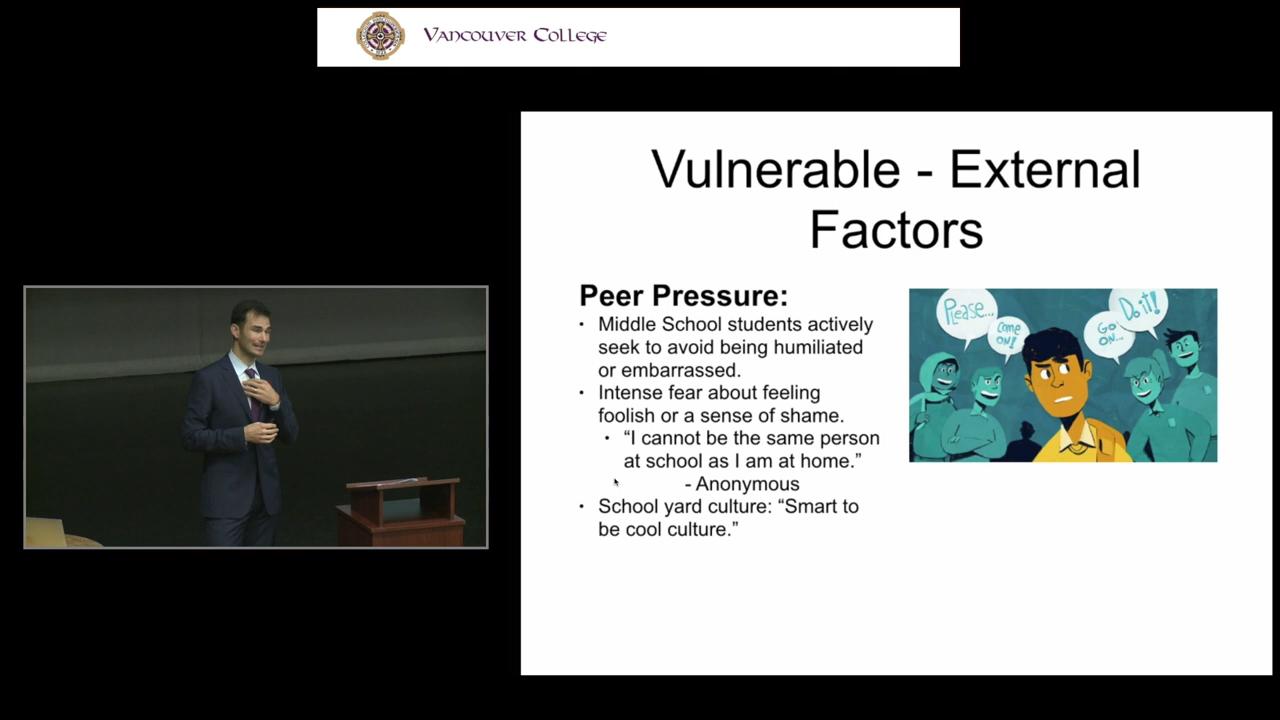 Vancouver College
Vulnerable - External
Factors
Peer Pressure:
• Middle School students actively
seek to avoid being humiliated
or embarrassed.
• Intense fear about feeling
foolish or a sense of shame.
• “I cannot be the same person
at school as I am at home.”
- Anonymous
• School yard culture: “Smart to
be cool culture.”
Please...
Come
on!
Go
on...
Do it!